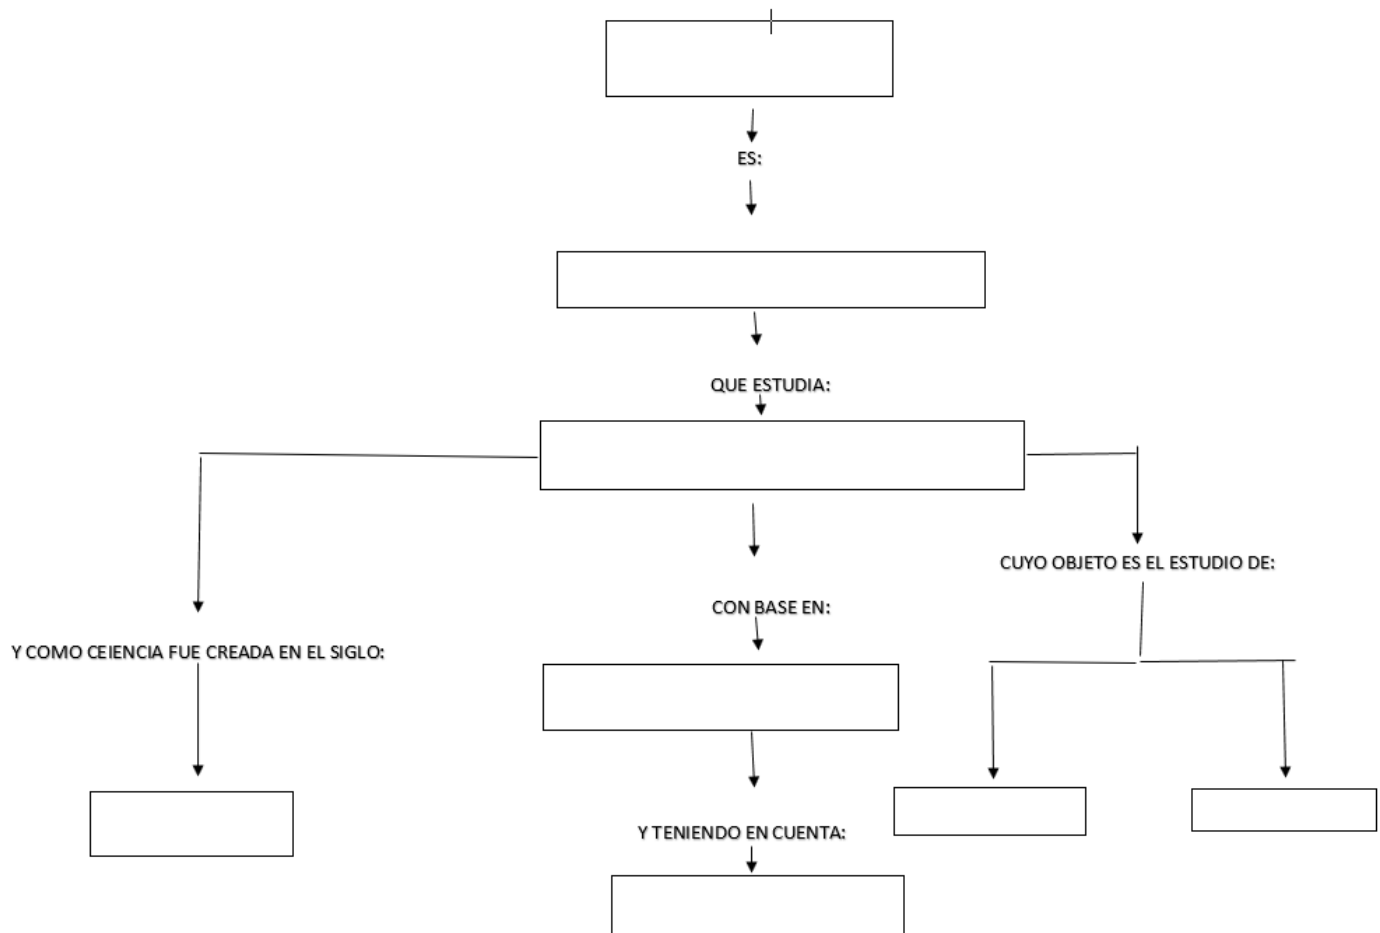 ES:
QUE ESTUDIA:
CUYO OBJETO ES EL ESTUDIO DE:
CON BASE EN:
Y COMO CEIENCIA FUE CREADA EN EL SIGLO:
Y TENIENDO EN CUENTA: